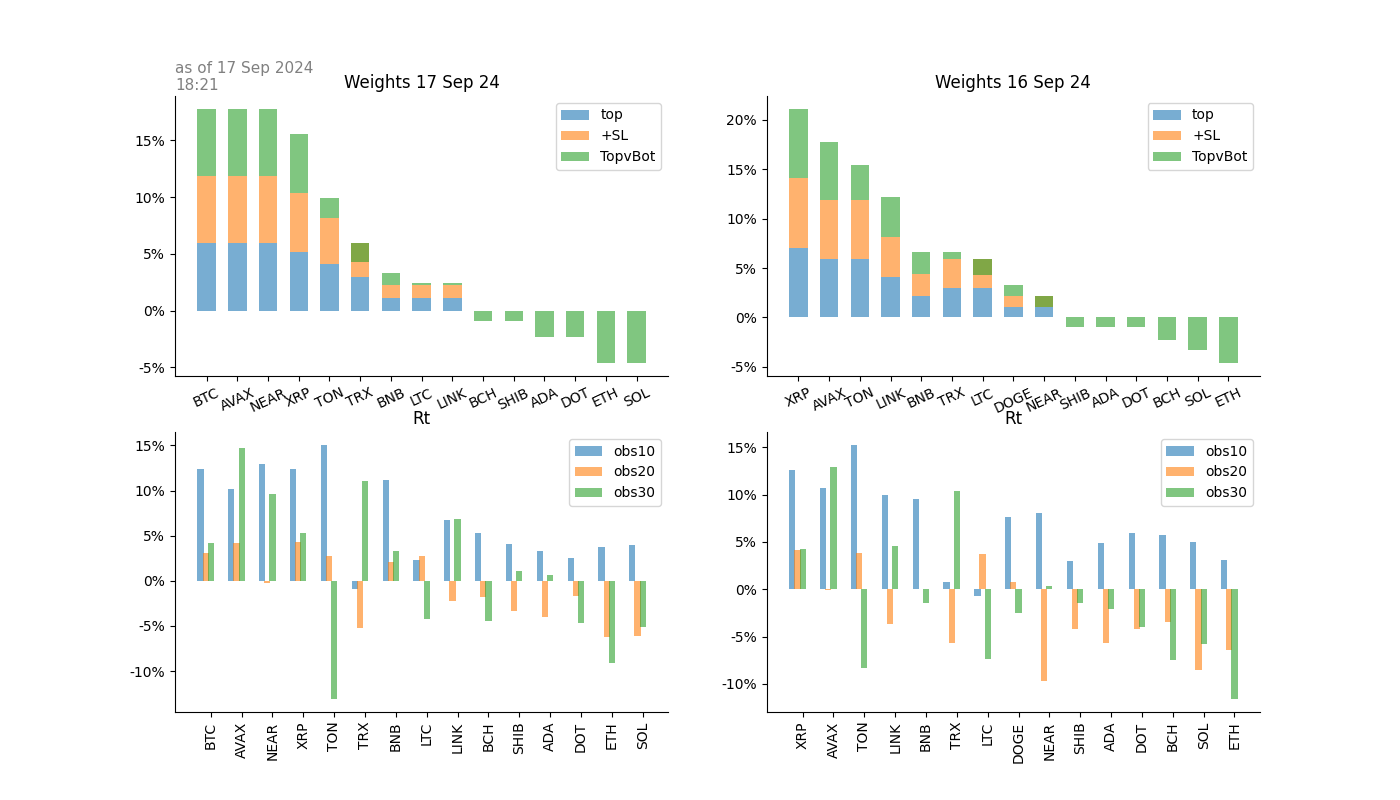 as of 17 Sep 2024
18:21
Weights 17 Sep 24
15%
10%
5%
0%
-5%
top
+SL
TopvBot
BTC AVAX NEAR XRP TON TRX BNB LTC LINK BCH SHIB ADA DOT ETH SOL
Weights 16 Sep 24
20%
15%
10%
5%
0%
-5%
top
+SL
TopvBot
XRP AVAX TON LINK BNB TRX LTC DOGE NEAR SHIB ADA DOT BCH SOL ETH
Rt
15%
10%
5%
0%
-5%
-10%
obs10
obs20
obs30
BTC AVAX NEAR XRP TON TRX BNB LTC LINK BCH SHIB ADA DOT ETH SOL
Rt
15%
10%
5%
0%
-5%
-10%
obs10
obs20
obs30
XRP AVAX TON LINK BNB TRX LTC DOGE NEAR SHIB ADA DOT BCH SOL ETH